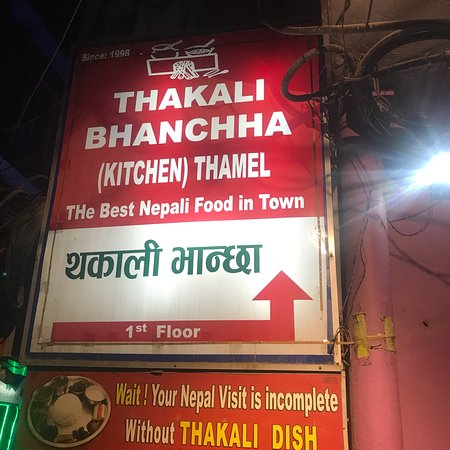 Since: 1998
THAKALI
BHANCHHA
(KITCHEN) THAMEL
THe Best Nepali Food in Town
थकाली भान्छा
1st Floor
Wait ! Your Nepal Visit is incomplete
Without THAKALI DISH